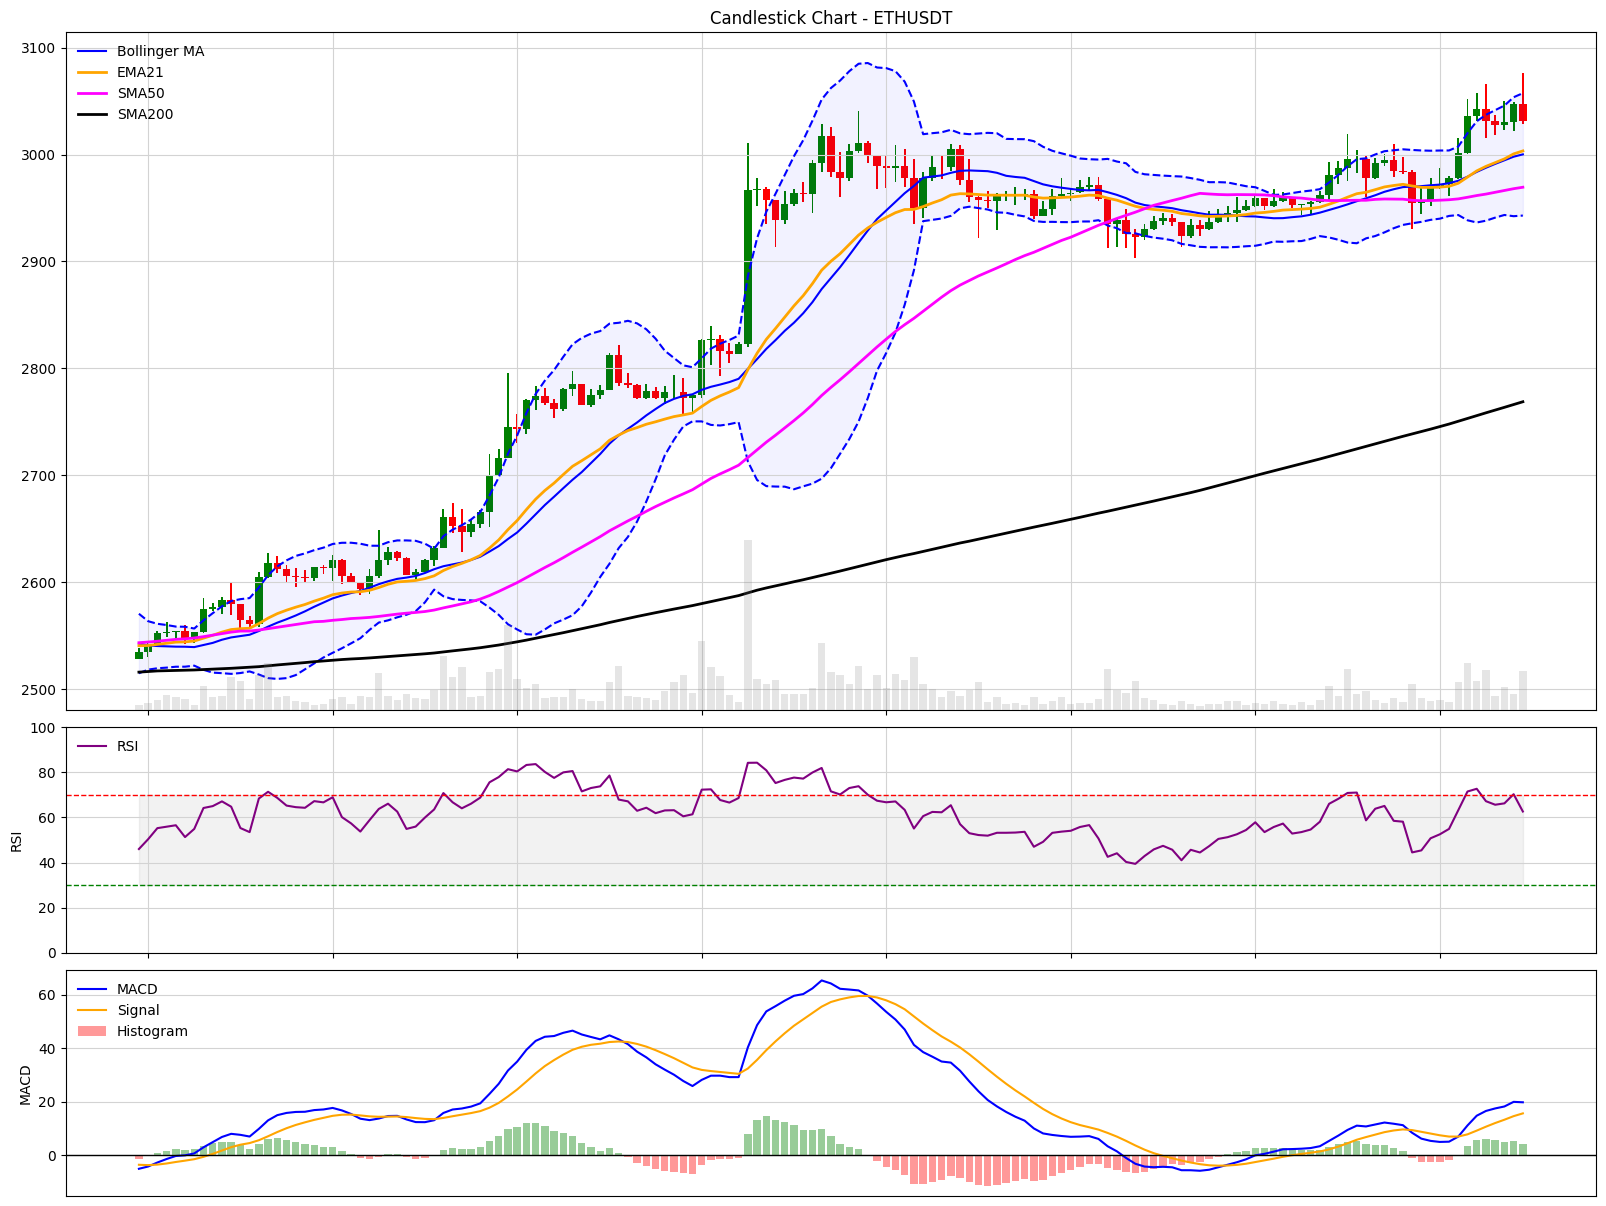 Candlestick Chart - ETHUSDT
3100
3000
2900
2800
2700
2600
2500
Bollinger MA
EMA21
SMA50
SMA200
100
80
60
40
20
0
RSI
RSI
60
40
20
0
MACD
MACD
Signal
Histogram